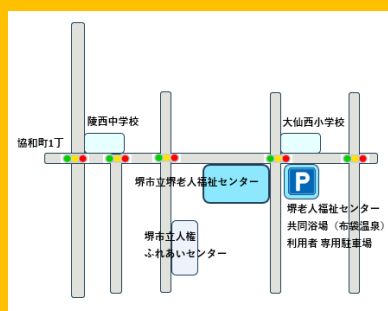 陵西中学校
大仙西小学校
協和町1丁
堺市立堺老人福祉センター
P
堺老人福祉センター
共同浴場（布袋温泉）
利用者 専用駐車場
堺市立人権
ふれあいセンター